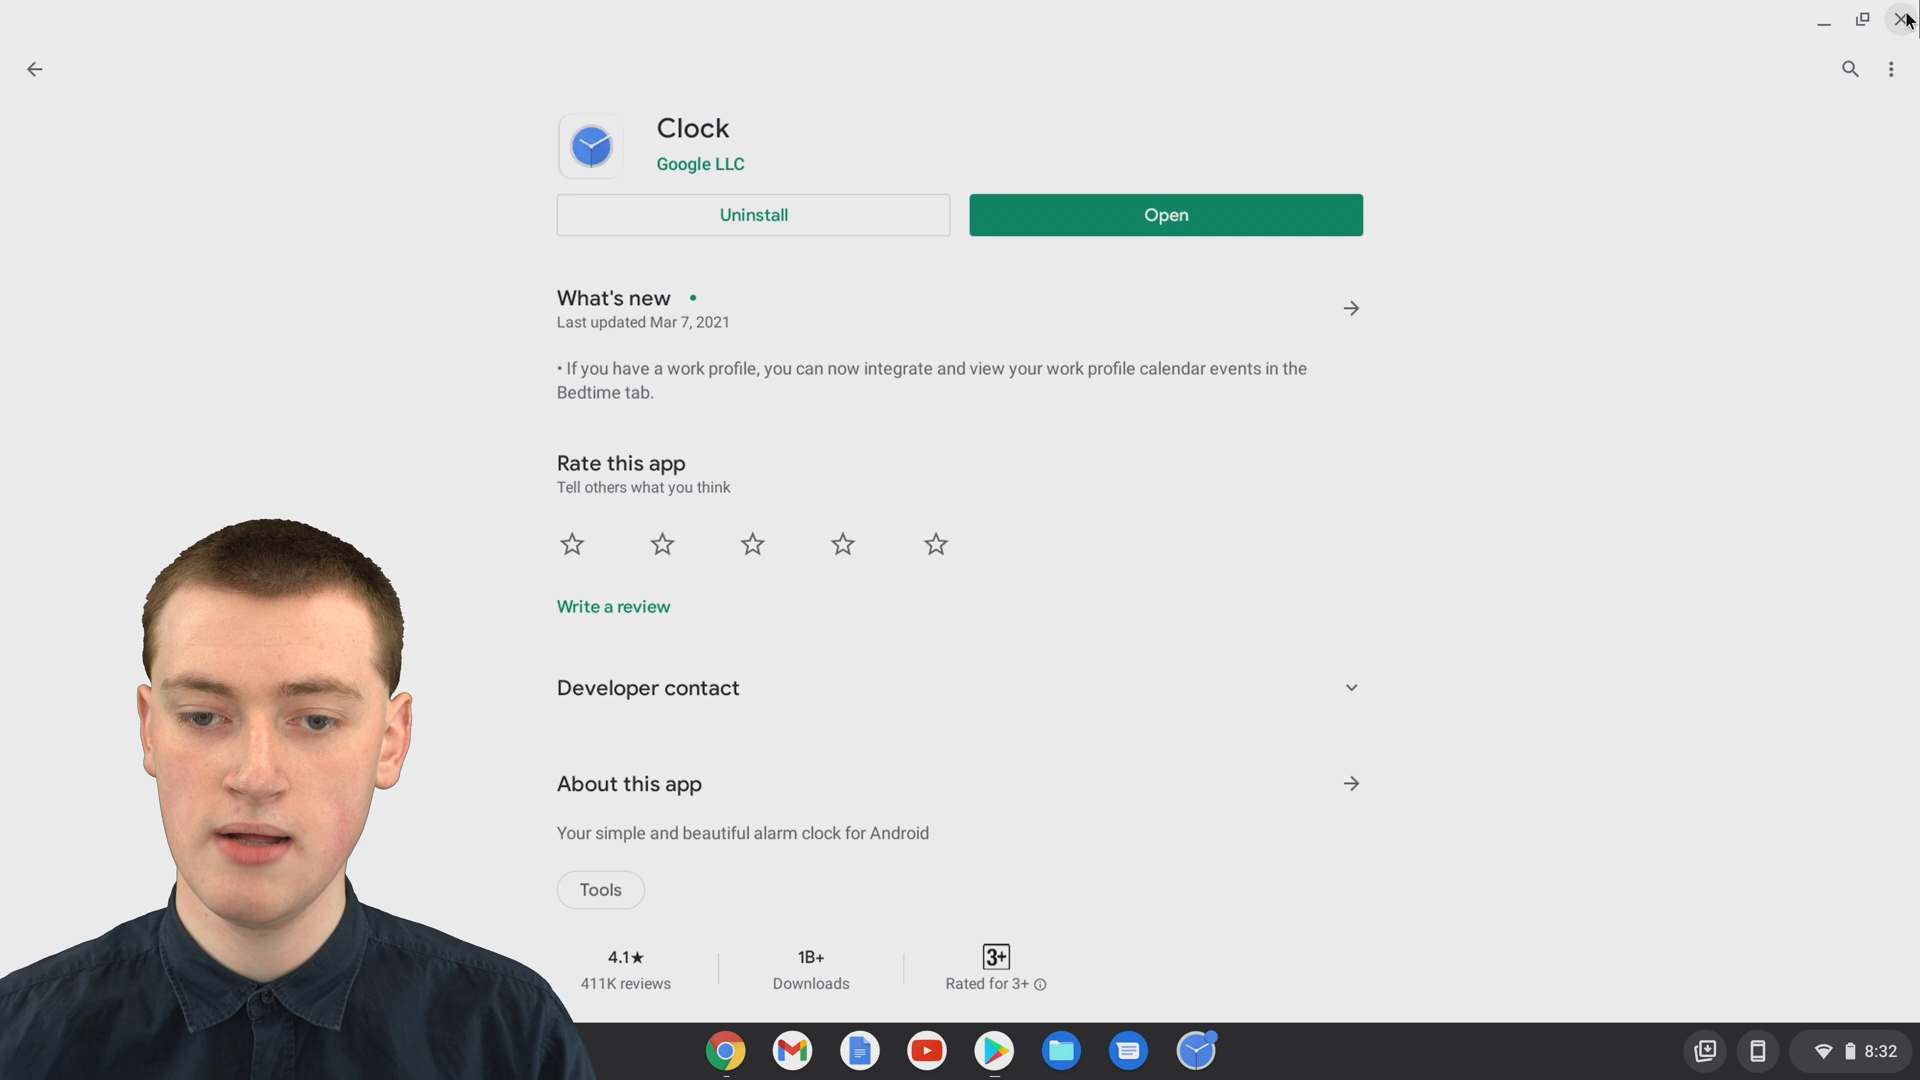 Clock
Google LLC
Uninstall
Open
What's new
Last updated Mar 7, 2021
• If you have a work profile, you can now integrate and view your work profile calendar events in the
Bedtime tab.
Rate this app
Tell others what you think
Write a review
Developer contact
About this app
Your simple and beautiful alarm clock for Android
Tools
4.1★
411K reviews
1B+
Downloads
3+
Rated for 3+
8:32